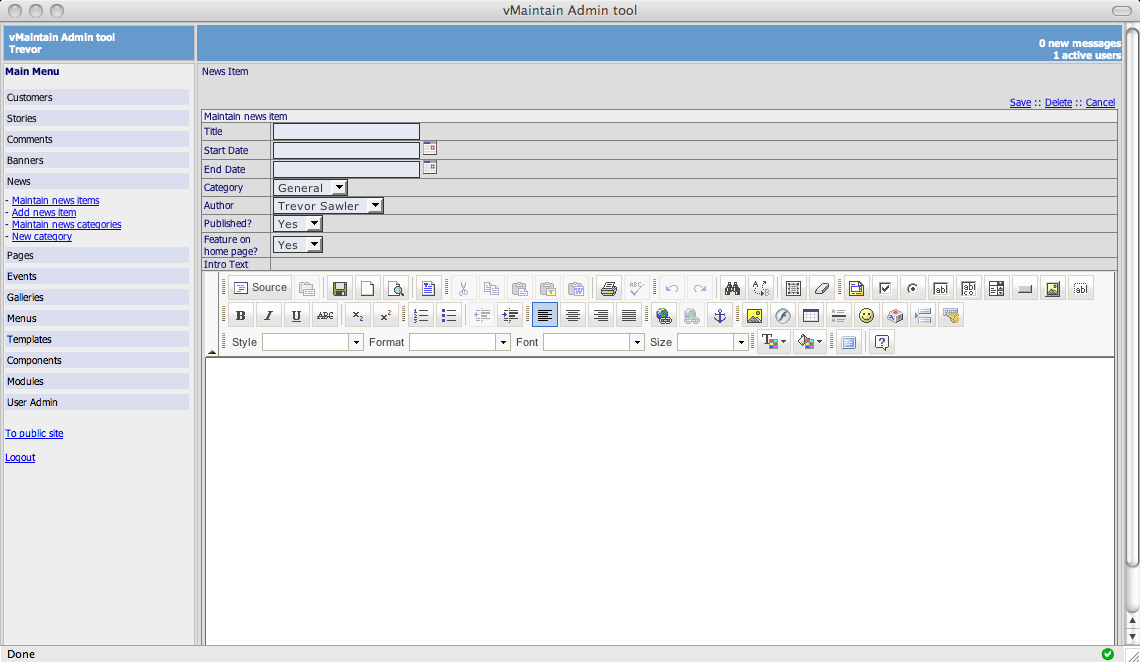 vMaintain Admin tool
vMaintain Admin tool
Trevor
0 new messages
1 active users
Main Menu
Customers
Stories
Comments
Banners
News
- Maintain news items
- Add news item
- Maintain news categories
- New category
Pages
Events
Galleries
Menus
Templates
Components
Modules
User Admin
To public site
Logout
News Item
Save :: Delete :: Cancel
Maintain news item
Title
Start Date
End Date
Category General
Author Trevor Sawler
Published? Yes
Feature on
home page? Yes
Intro Text
Source
B I U ABC x2 x2
Style Format Font Size
Done